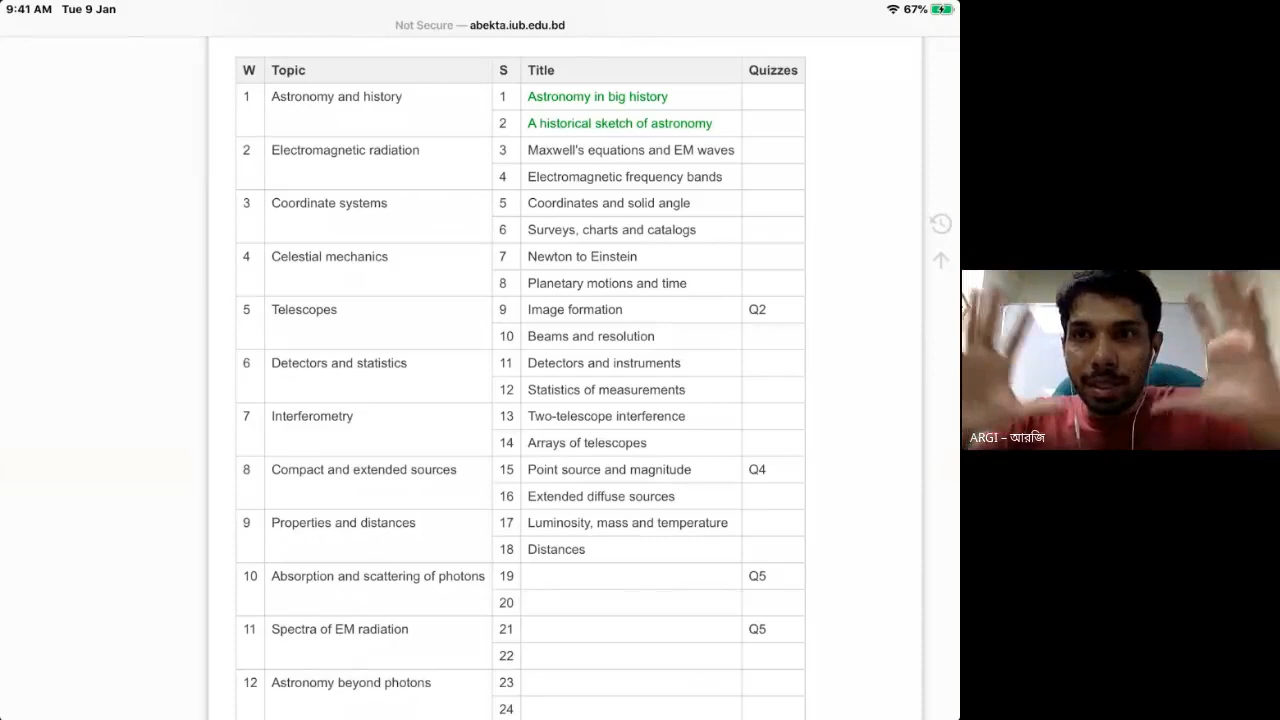 9:41 AM Tue 9 Jan
67%
Not Secure — abekta.iub.edu.bd
W Topic S Title Quizzes
1 Astronomy and history 1 Astronomy in big history
2 A historical sketch of astronomy
2 Electromagnetic radiation 3 Maxwell's equations and EM waves
4 Electromagnetic frequency bands
3 Coordinate systems 5 Coordinates and solid angle
6 Surveys, charts and catalogs
4 Celestial mechanics 7 Newton to Einstein
8 Planetary motions and time
5 Telescopes 9 Image formation Q2
10 Beams and resolution
6 Detectors and statistics 11 Detectors and instruments
12 Statistics of measurements
7 Interferometry 13 Two-telescope interference
14 Arrays of telescopes
8 Compact and extended sources 15 Point source and magnitude Q4
16 Extended diffuse sources
9 Properties and distances 17 Luminosity, mass and temperature
18 Distances
10 Absorption and scattering of photons 19 Q5
20
11 Spectra of EM radiation 21 Q5
22
12 Astronomy beyond photons 23
24
ARGI – আরজি